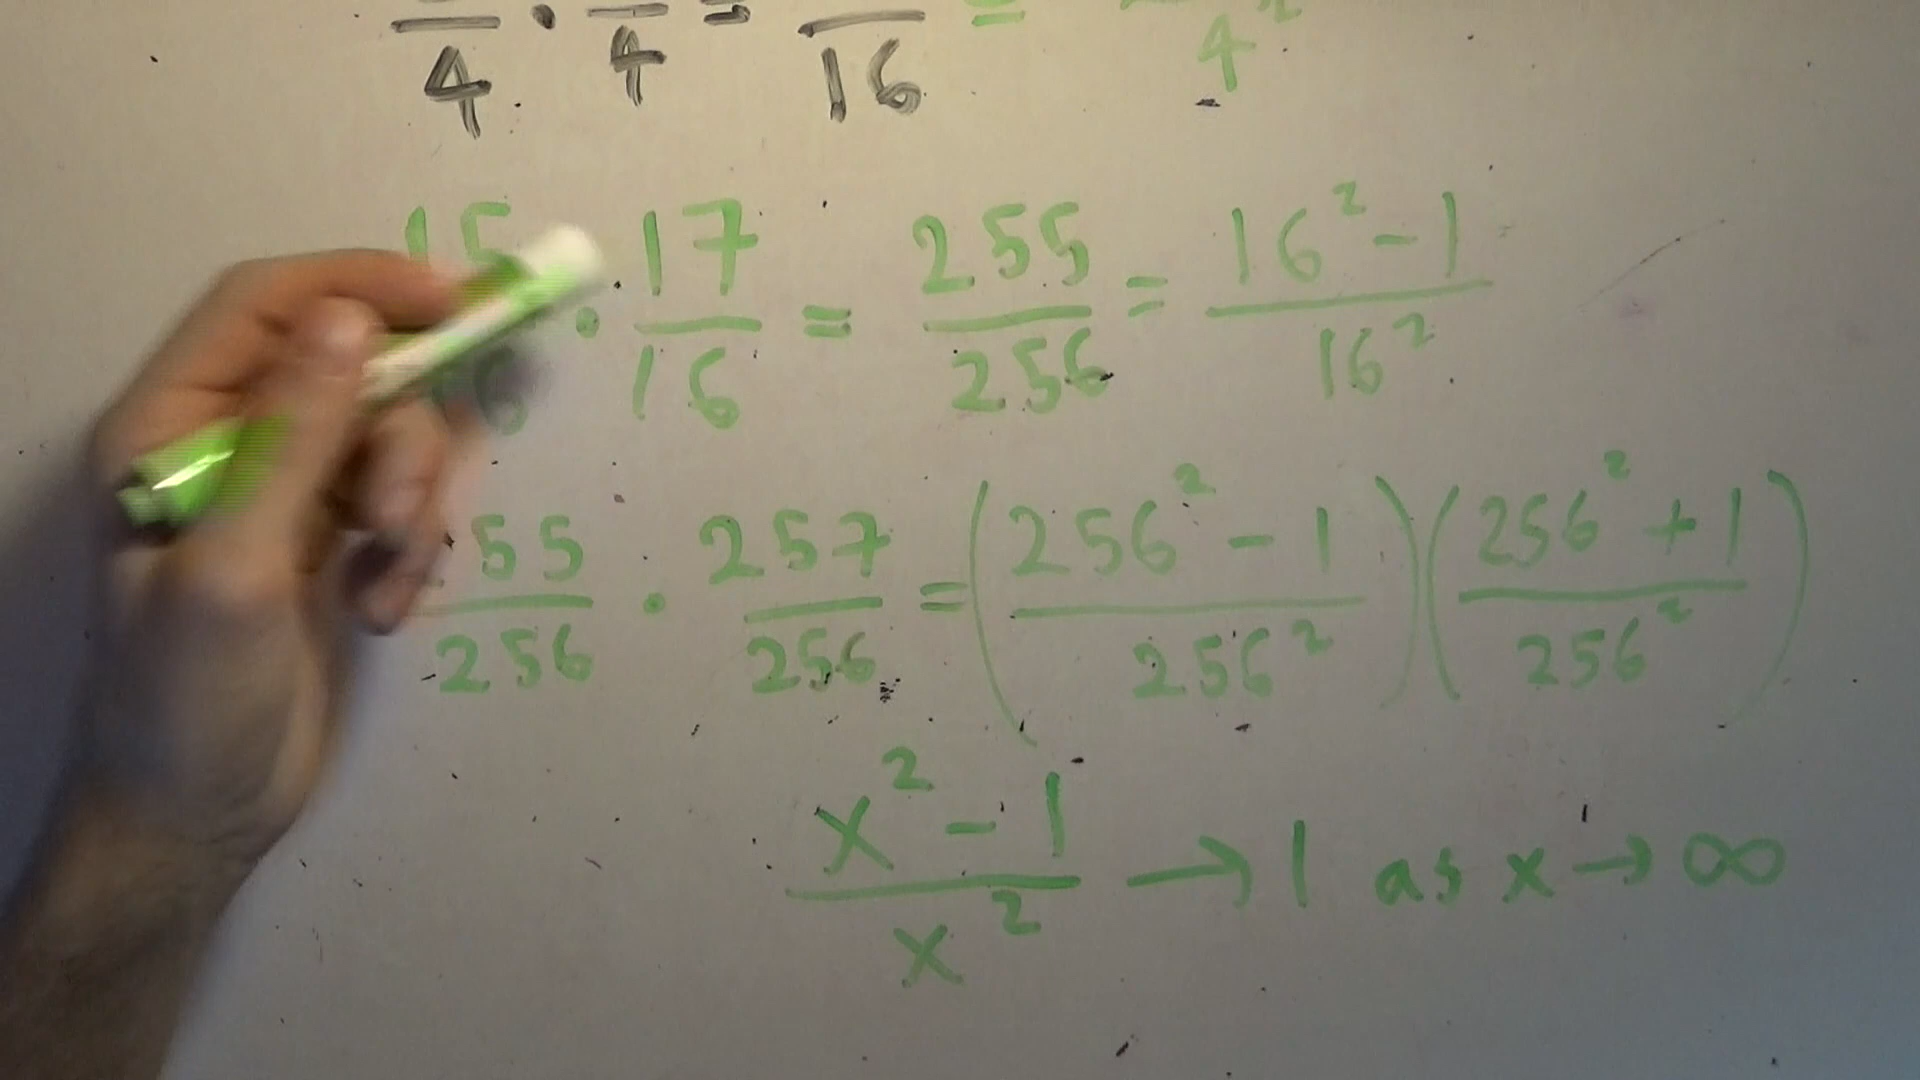 /4 · /4 = /16 = /4²
15/16 · 17/16 = 255/256 = 16² - 1/16²
55/256 · 257/256 = (256² - 1/256²)(256² + 1/256²)
x² - 1/x² → 1 as x → ∞